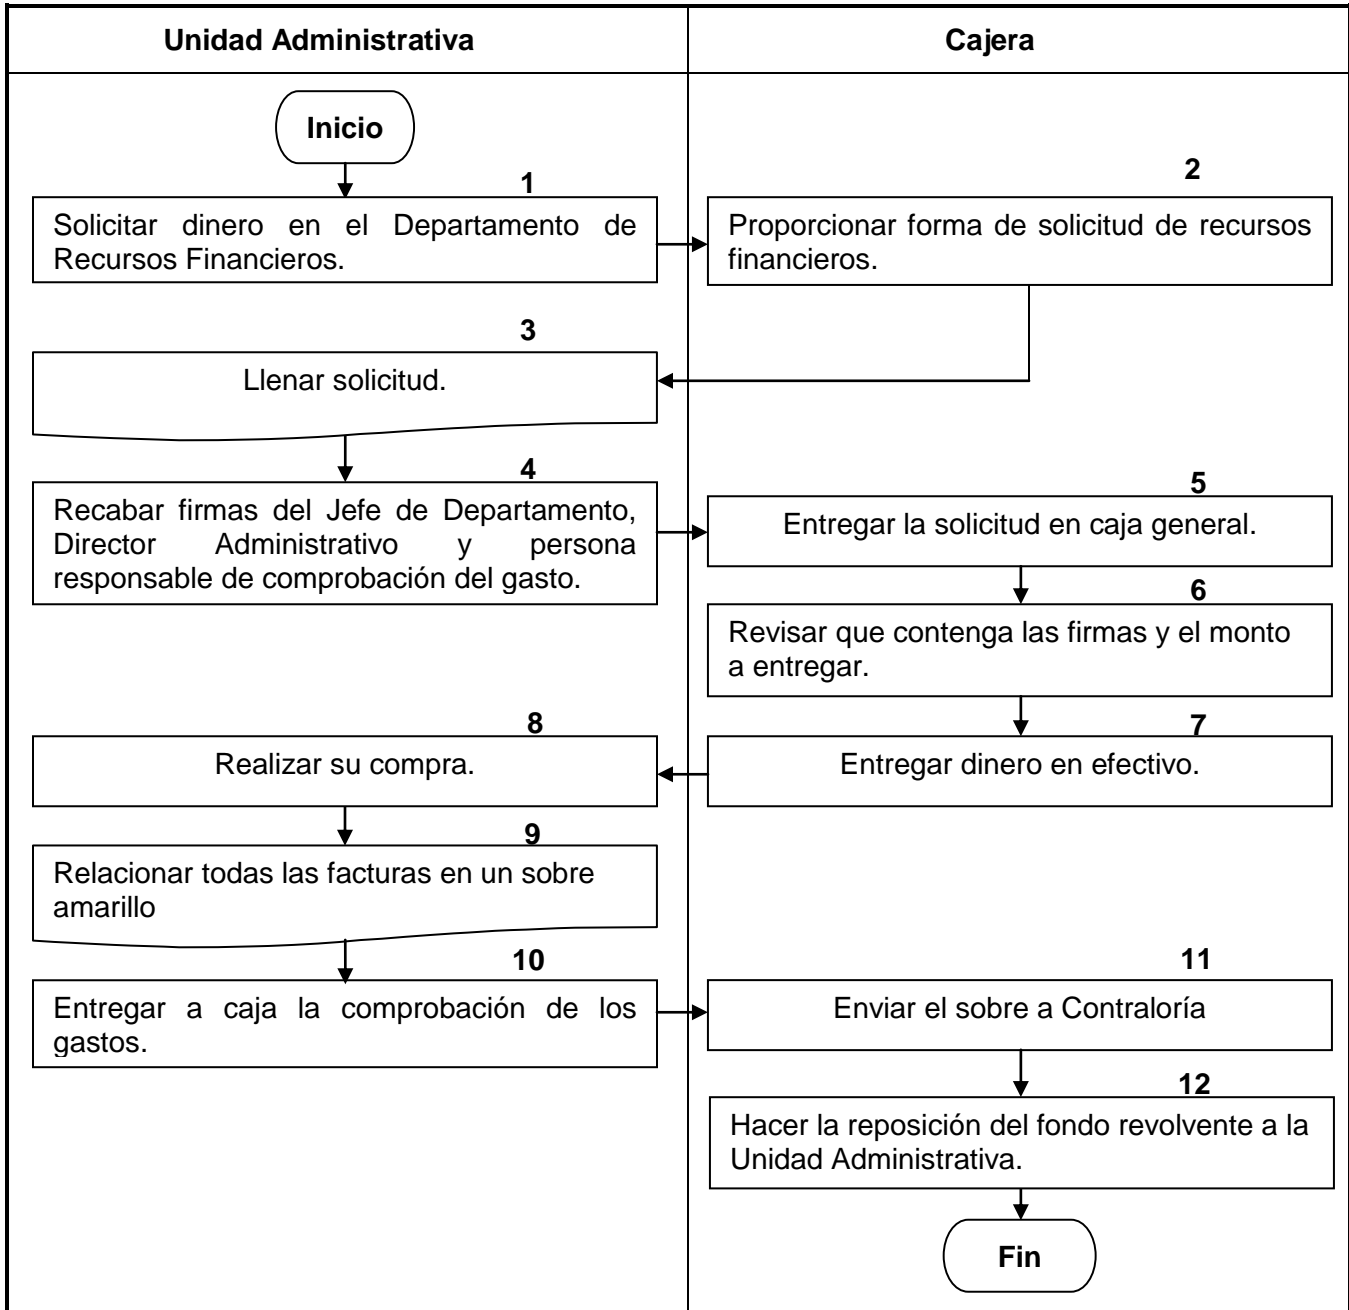 Unidad Administrativa
Cajera
Inicio
1
Solicitar dinero en el Departamento de
Recursos Financieros.
2
Proporcionar forma de solicitud de recursos
financieros.
3
Llenar solicitud.
4
Recabar firmas del Jefe de Departamento,
Director Administrativo y persona
responsable de comprobación del gasto.
5
Entregar la solicitud en caja general.
6
Revisar que contenga las firmas y el monto
a entregar.
7
Entregar dinero en efectivo.
8
Realizar su compra.
9
Relacionar todas las facturas en un sobre
amarillo
10
Entregar a caja la comprobación de los
gastos.
11
Enviar el sobre a Contraloría
12
Hacer la reposición del fondo revolvente a la
Unidad Administrativa.
Fin